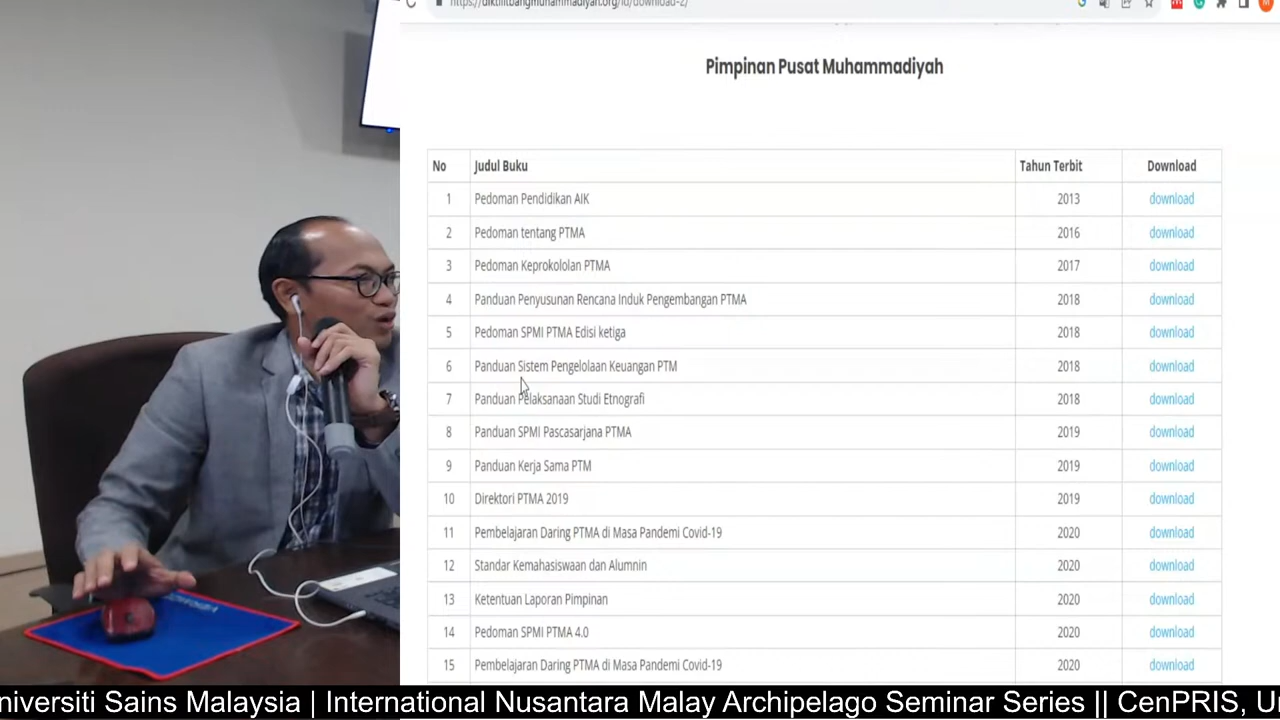 https://diktilitbangmuhammadiyah.org/id/download-2/
Pimpinan Pusat Muhammadiyah
No Judul Buku Tahun Terbit Download
1 Pedoman Pendidikan AIK 2013 download
2 Pedoman tentang PTMA 2016 download
3 Pedoman Keprokololan PTMA 2017 download
4 Panduan Penyusunan Rencana Induk Pengembangan PTMA 2018 download
5 Pedoman SPMI PTMA Edisi ketiga 2018 download
6 Panduan Sistem Pengelolaan Keuangan PTM 2018 download
7 Panduan Pelaksanaan Studi Etnografi 2018 download
8 Panduan SPMI Pascasarjana PTMA 2019 download
9 Panduan Kerja Sama PTM 2019 download
10 Direktori PTMA 2019 2019 download
11 Pembelajaran Daring PTMA di Masa Pandemi Covid-19 2020 download
12 Standar Kemahasiswaan dan Alumnin 2020 download
13 Ketentuan Laporan Pimpinan 2020 download
14 Pedoman SPMI PTMA 4.0 2020 download
15 Pembelajaran Daring PTMA di Masa Pandemi Covid-19 2020 download
niversiti Sains Malaysia | International Nusantara Malay Archipelago Seminar Series || CenPRIS, U